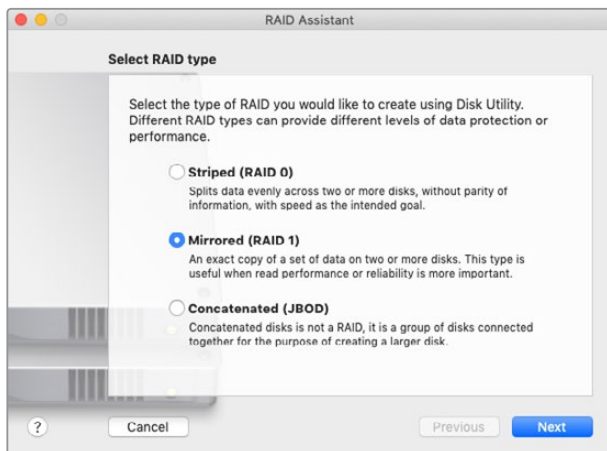 RAID Assistant
Select RAID type
Select the type of RAID you would like to create using Disk Utility.
Different RAID types can provide different levels of data protection or
performance.
Striped (RAID 0)
Splits data evenly across two or more disks, without parity of
information, with speed as the intended goal.
Mirrored (RAID 1)
An exact copy of a set of data on two or more disks. This type is
useful when read performance or reliability is more important.
Concatenated (JBOD)
Concatenated disks is not a RAID, it is a group of disks connected
together for the purpose of creating a larger disk.
? Cancel Previous Next